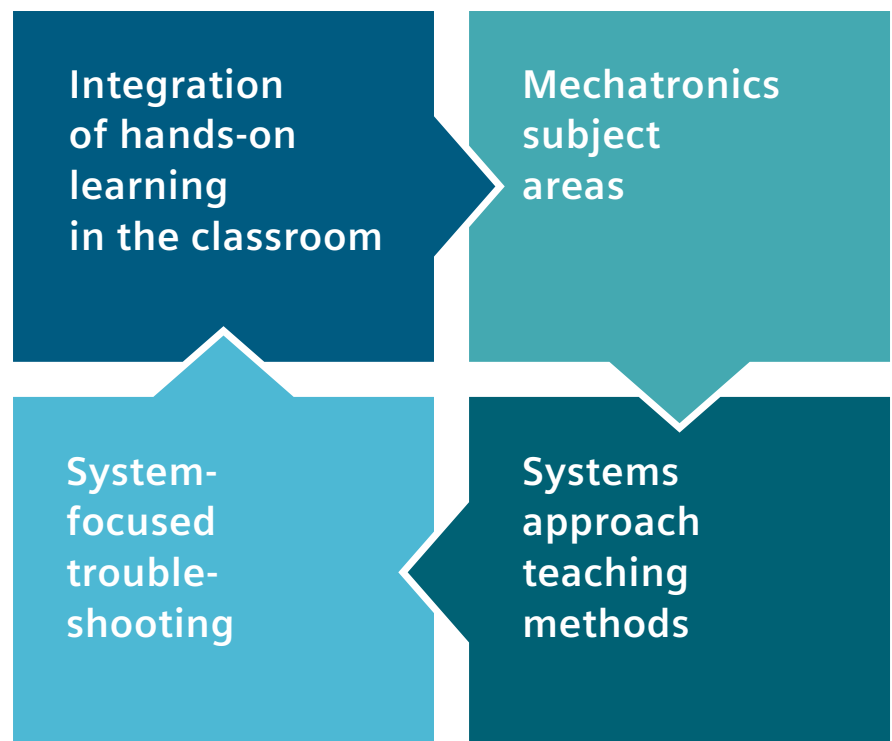 Integration
of hands-on
learning
in the classroom
Mechatronics
subject
areas
System-
focused
trouble-
shooting
Systems
approach
teaching
methods